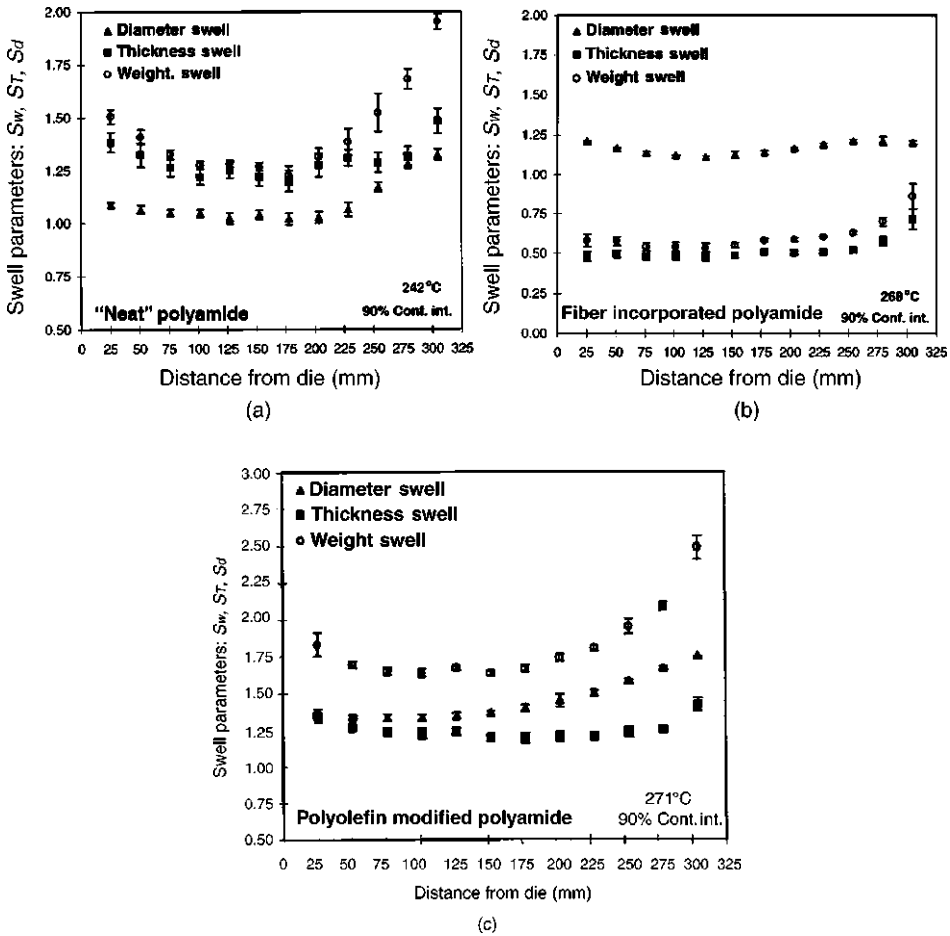 2.00
1.75
1.50
1.25
1.00
0.75
0.50
Swell parameters: Sw, ST, Sd
Diameter swell
Thickness swell
Weight. swell
242°C
"Neat" polyamide
90% Conf. int.
0 25 50 75 100 125 150 175 200 225 250 275 300 325
Distance from die (mm)
(a)
2.00
1.75
1.50
1.25
1.00
0.75
0.50
0.25
0.00
Swell parameters: Sw, ST, Sd
Diameter swell
Thickness swell
Weight swell
268°C
Fiber incorporated polyamide
90% Conf. int.
0 25 50 75 100 125 150 175 200 225 250 275 300 325
Distance from die (mm)
(b)
3.00
2.75
2.50
2.25
2.00
1.75
1.50
1.25
1.00
0.75
0.50
Swell parameters: Sw, ST, Sd
Diameter swell
Thickness swell
Weight swell
271°C
Polyolefin modified polyamide
90% Cont. int.
0 25 50 75 100 125 150 175 200 225 250 275 300 325
Distance from die (mm)
(c)